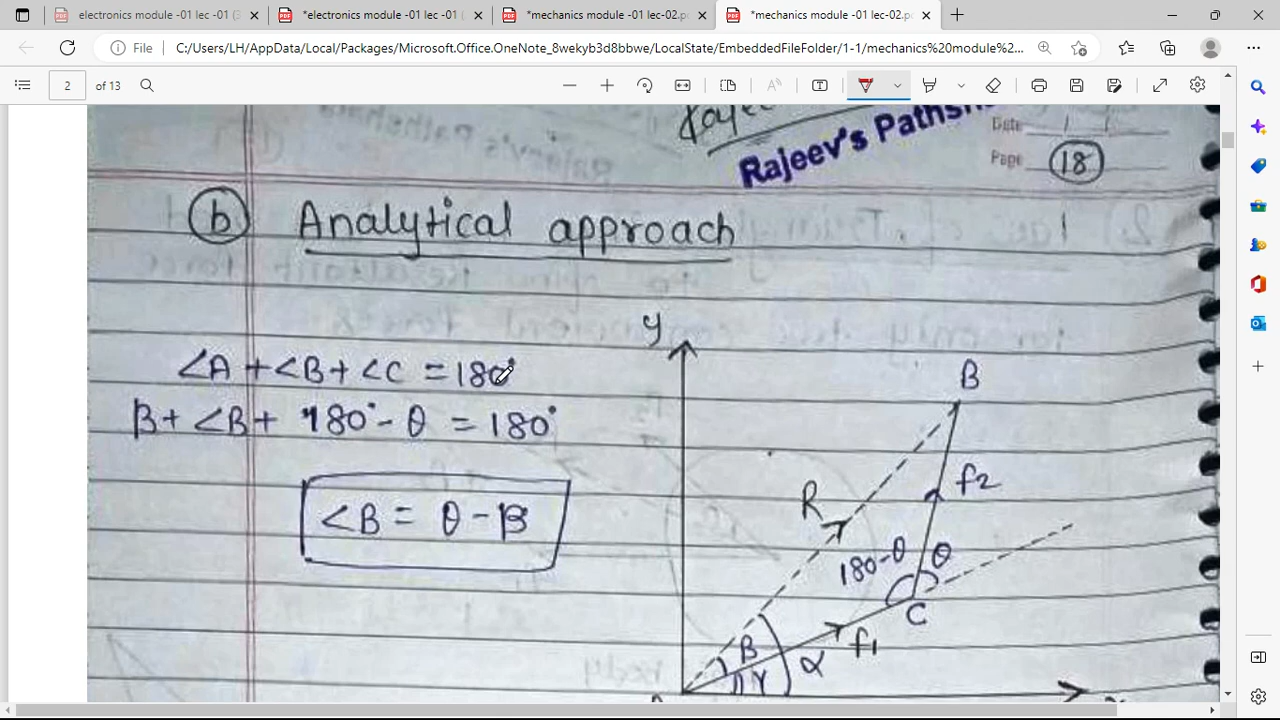 electronics module -01 lec -01 (
*electronics module -01 lec -01 (
*mechanics module -01 lec-02.pd
*mechanics module -01 lec-02.pd
File
C:/Users/LH/AppData/Local/Packages/Microsoft.Office.OneNote_8wekyb3d8bbwe/LocalState/EmbeddedFileFolder/1-1/mechanics%20module%2...
2 of 13
Rajeev's Pathsh
Date / /
Page 18
b Analytical approach
y
∠A + ∠B + ∠C = 180°
B
β + ∠B + 180° - θ = 180°
f2
R
∠B = θ - β
180-θ θ
C
f1
β
α
γ